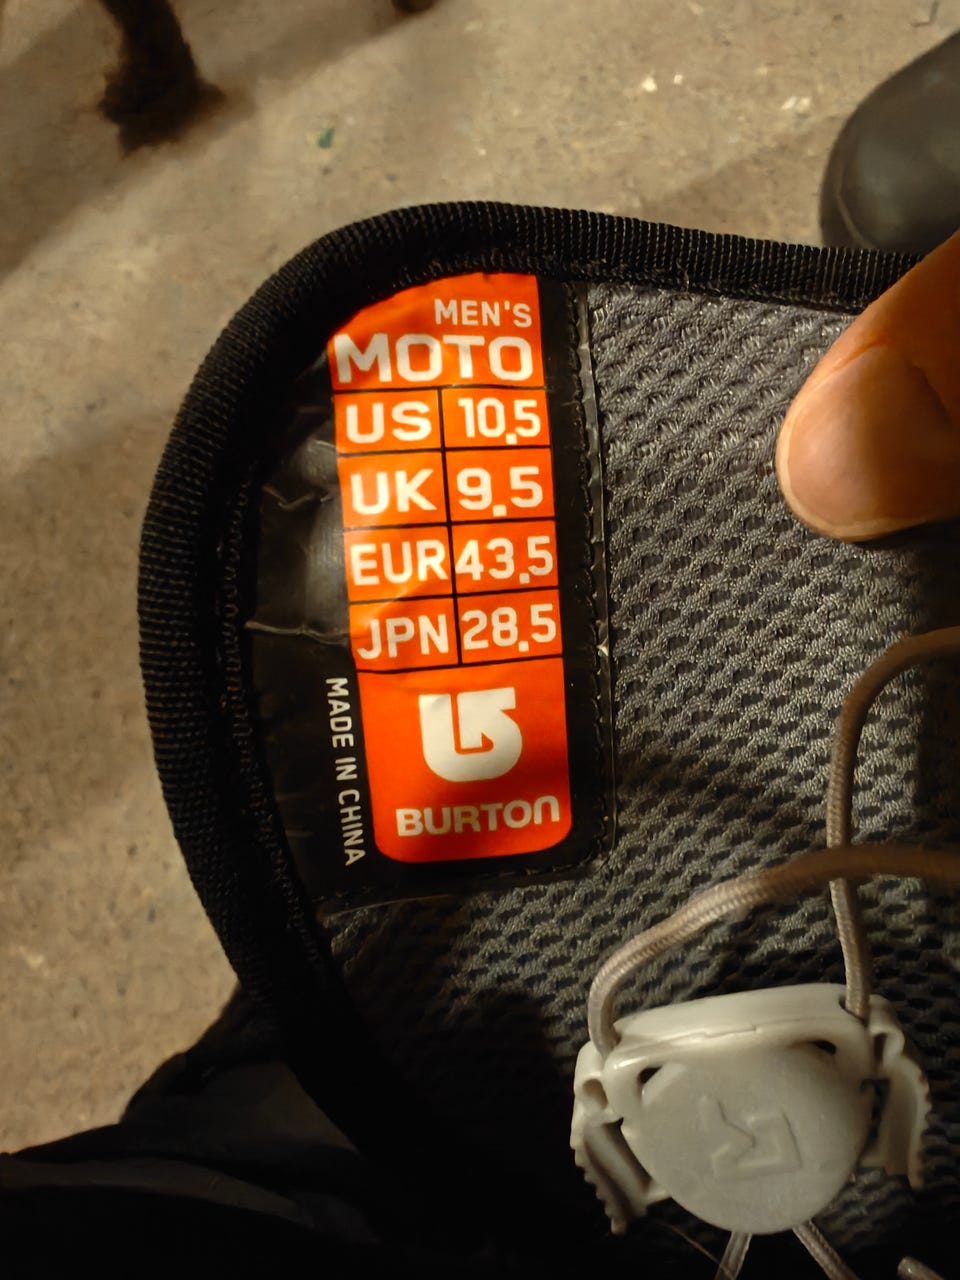 MEN'S
MOTO
US 10.5
UK 9.5
EUR 43.5
JPN 28.5
BURTON
MADE IN CHINA